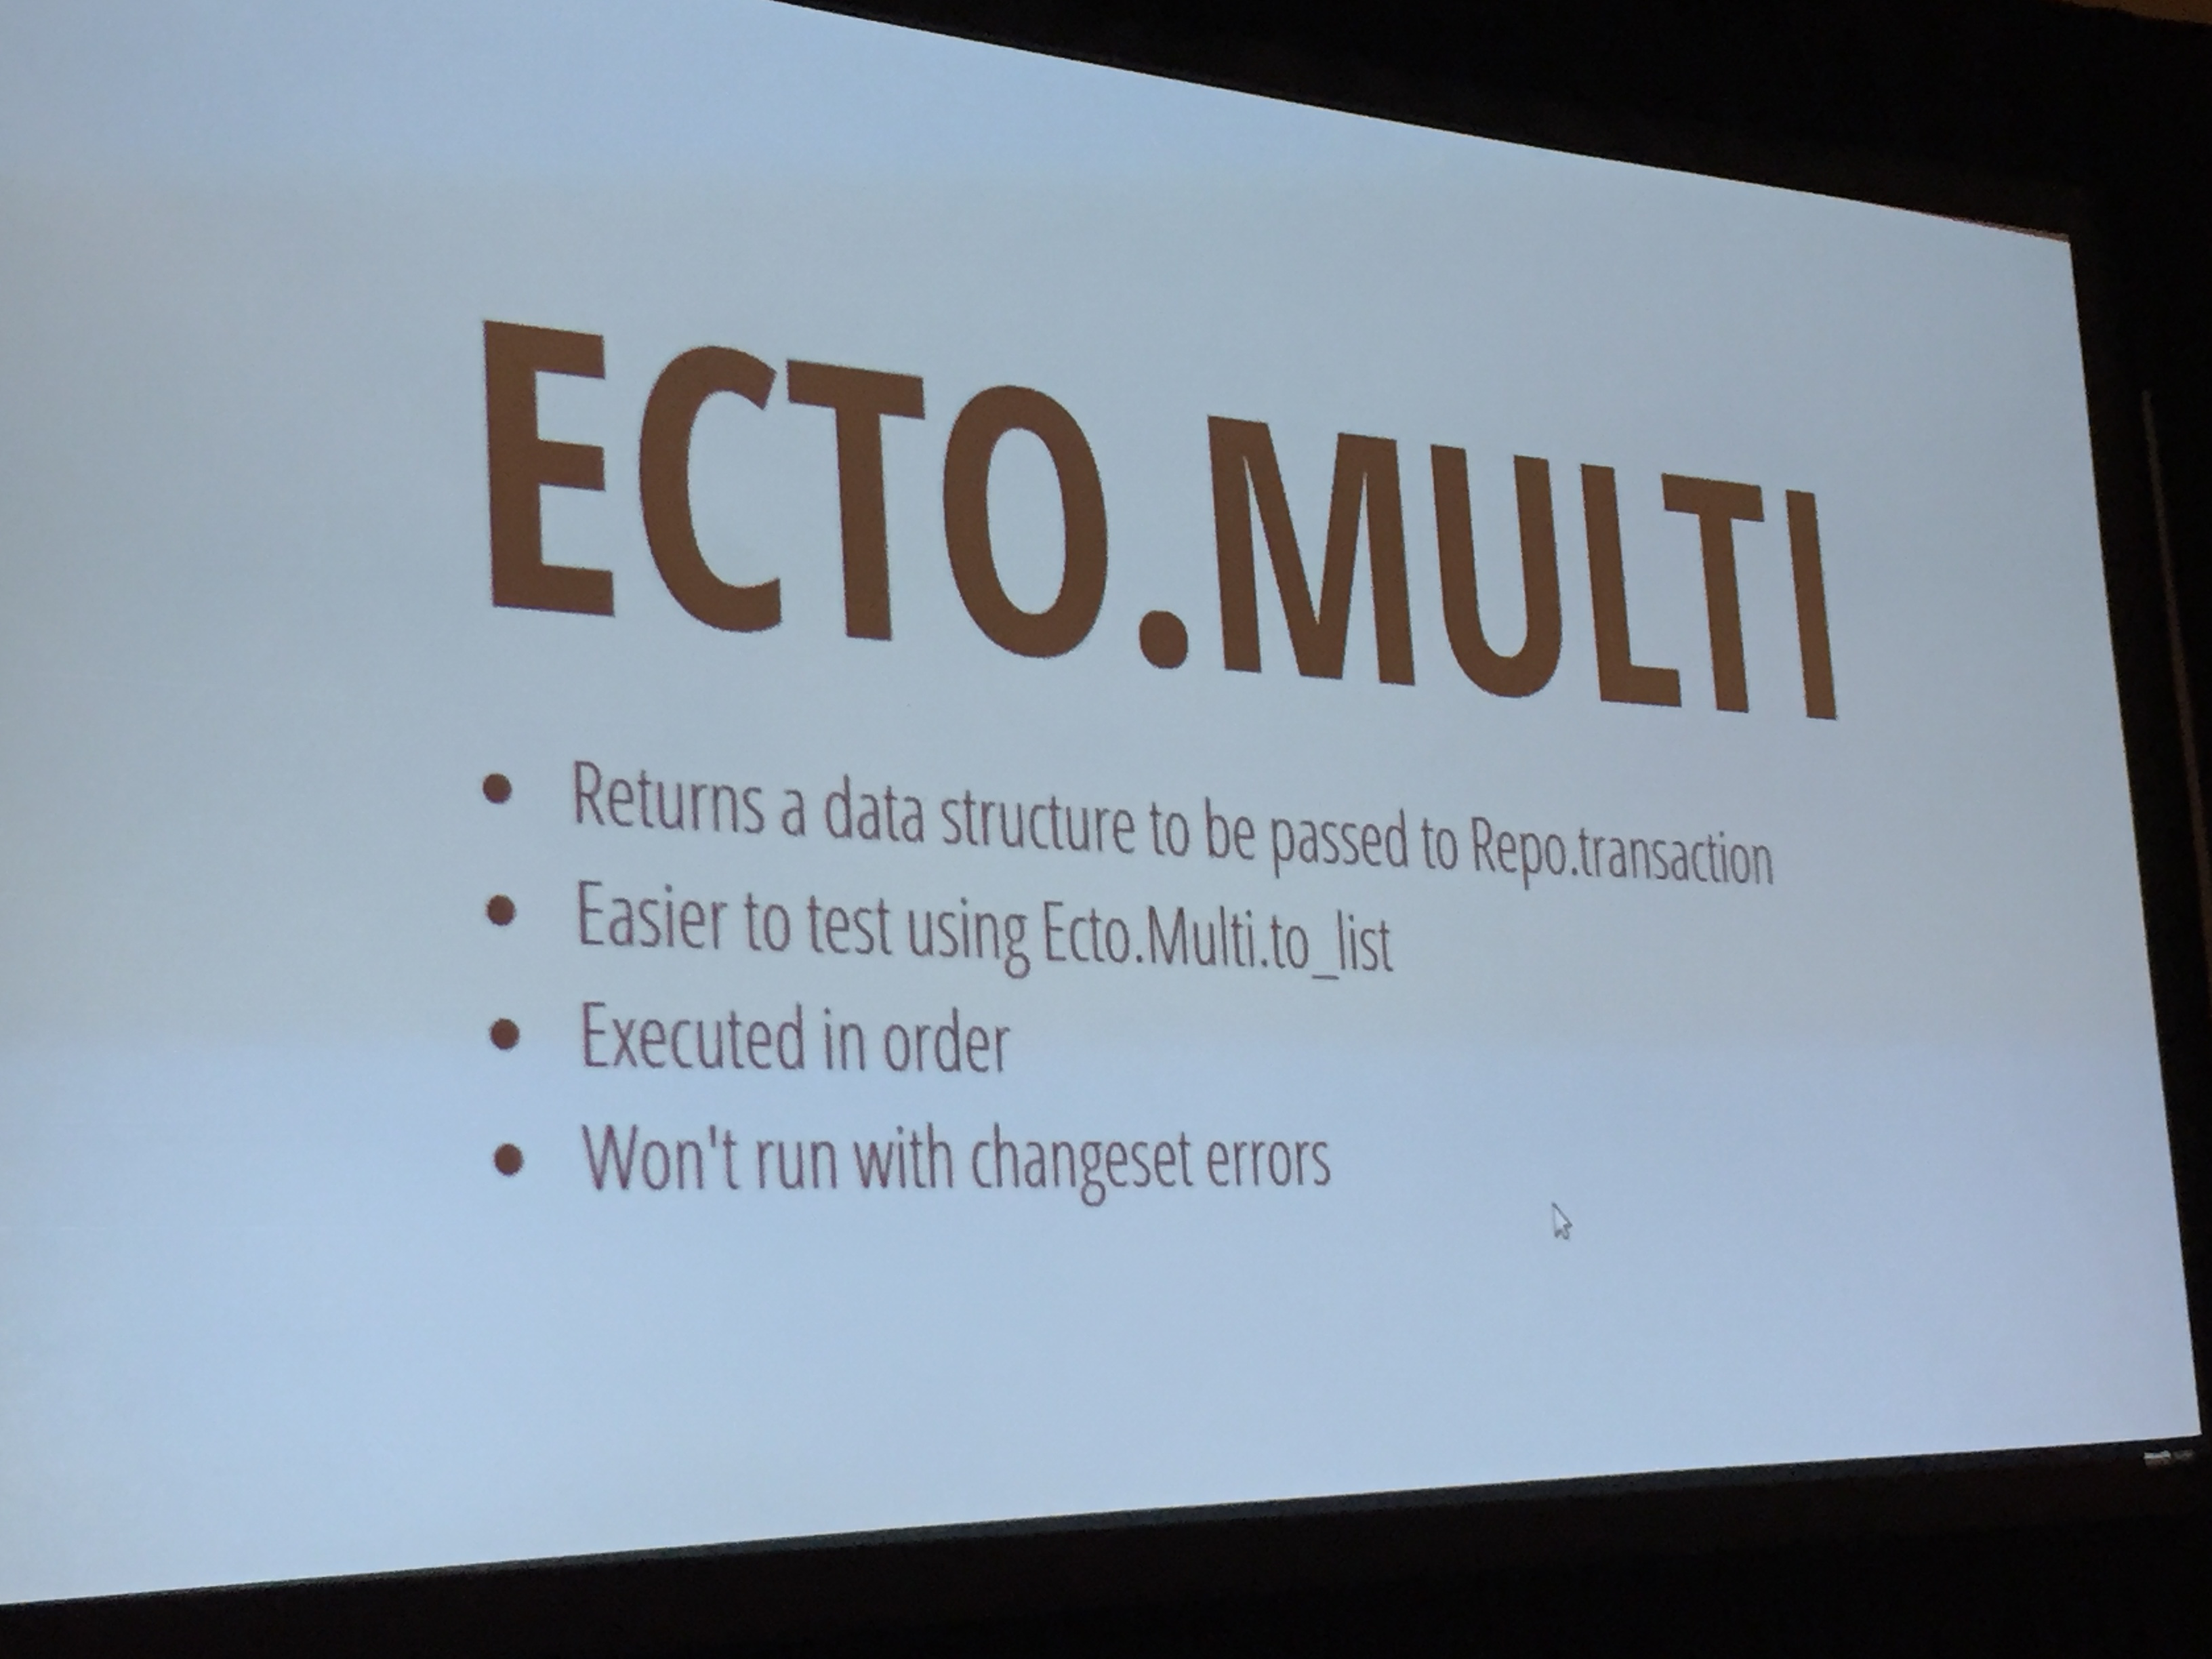 ECTO.MULTI
• Returns a data structure to be passed to Repo.transaction
• Easier to test using Ecto.Multi.to_list
• Executed in order
• Won't run with changeset errors